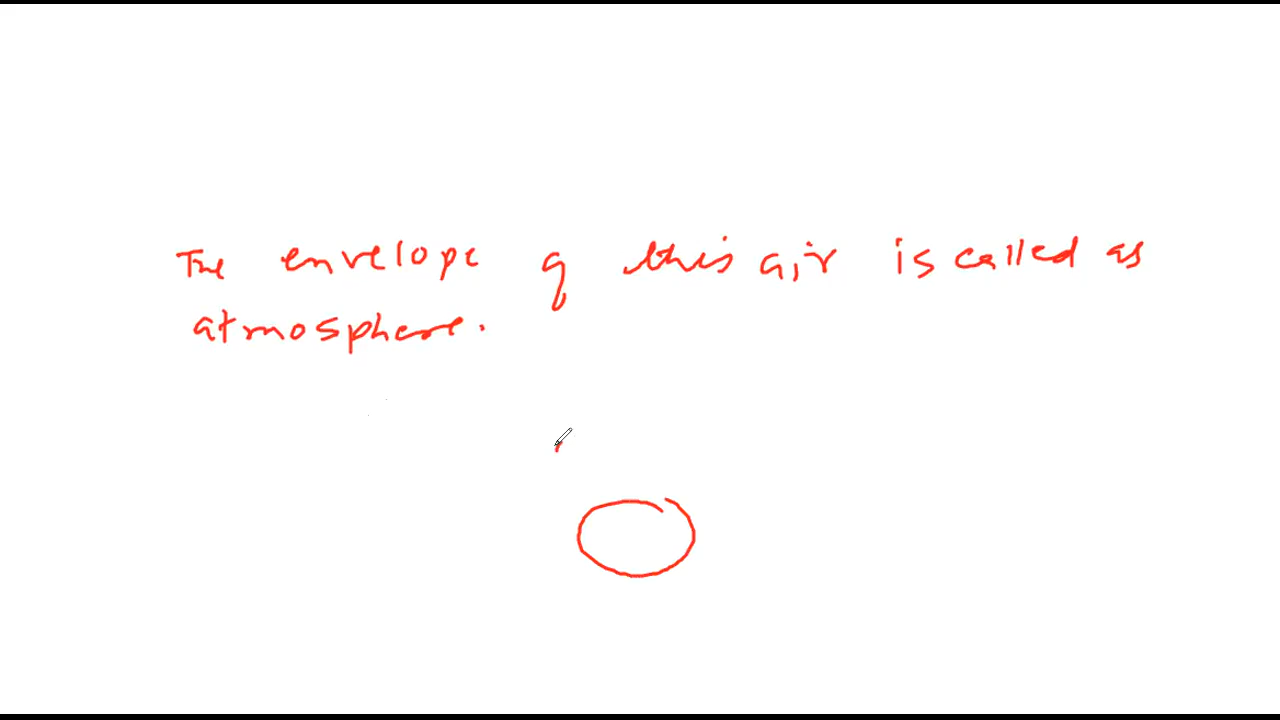 The envelope of this air is called as
atmosphere.